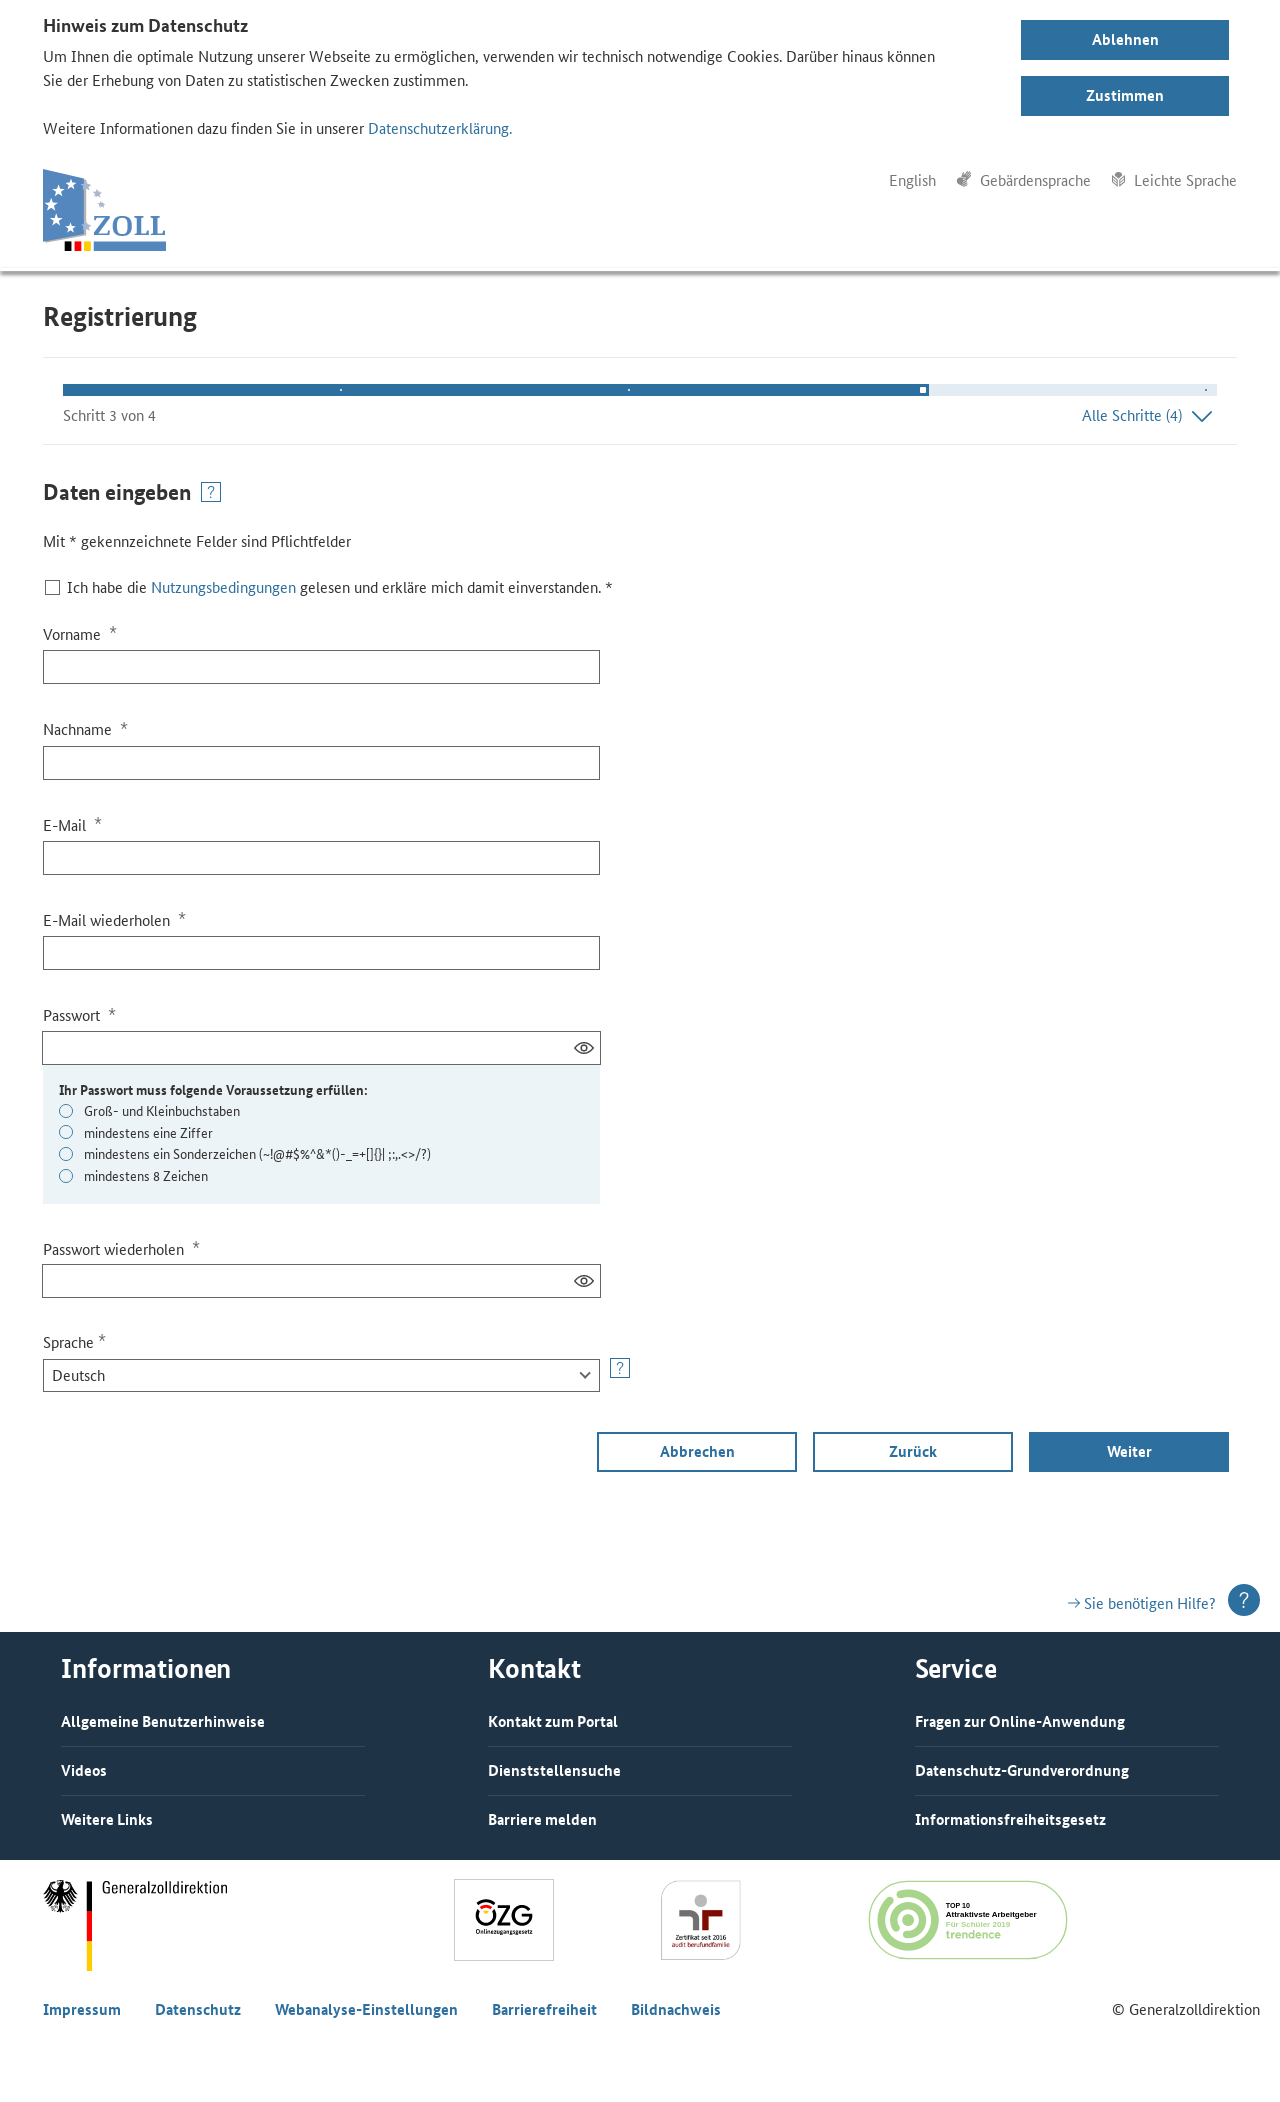 Hinweis zum Datenschutz
Um Ihnen die optimale Nutzung unserer Webseite zu ermöglichen, verwenden wir technisch notwendige Cookies. Darüber hinaus können
Sie der Erhebung von Daten zu statistischen Zwecken zustimmen.
Weitere Informationen dazu finden Sie in unserer Datenschutzerklärung.
Ablehnen
Zustimmen
ZOLL
English Gebärdensprache Leichte Sprache
Registrierung
Schritt 3 von 4
Alle Schritte (4)
Daten eingeben ?
Mit * gekennzeichnete Felder sind Pflichtfelder
Ich habe die Nutzungsbedingungen gelesen und erkläre mich damit einverstanden. *
Vorname *
Nachname *
E-Mail *
E-Mail wiederholen *
Passwort *
Ihr Passwort muss folgende Voraussetzung erfüllen:
Groß- und Kleinbuchstaben
mindestens eine Ziffer
mindestens ein Sonderzeichen (~!@#$%^&*()-_=+[]{}| ;:,.<>/?)
mindestens 8 Zeichen
Passwort wiederholen *
Sprache *
Deutsch
?
Abbrechen
Zurück
Weiter
→ Sie benötigen Hilfe? ?
Informationen
Allgemeine Benutzerhinweise
Videos
Weitere Links
Kontakt
Kontakt zum Portal
Dienststellensuche
Barriere melden
Service
Fragen zur Online-Anwendung
Datenschutz-Grundverordnung
Informationsfreiheitsgesetz
Generalzolldirektion
OZG
Onlinezugangsgesetz
Zertifikat seit 2016
audit berufundfamilie
TOP 10
Attraktivste Arbeitgeber
Für Schüler 2019
trendence
Impressum
Datenschutz
Webanalyse-Einstellungen
Barrierefreiheit
Bildnachweis
© Generalzolldirektion